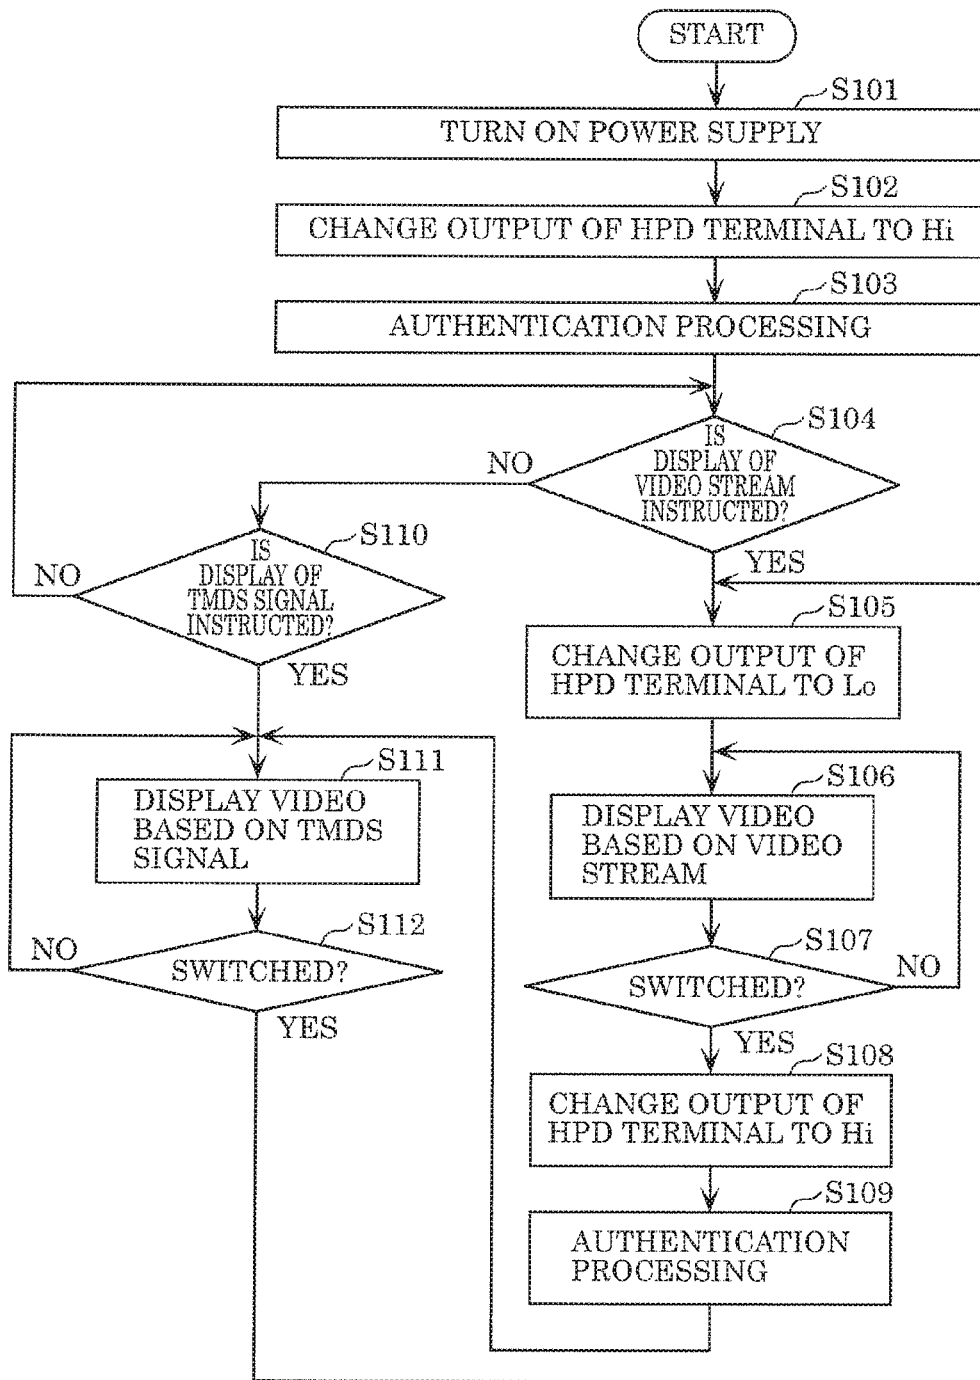 START
S101
TURN ON POWER SUPPLY
S102
CHANGE OUTPUT OF HPD TERMINAL TO Hi
S103
AUTHENTICATION PROCESSING
S104
IS
DISPLAY OF
VIDEO STREAM
INSTRUCTED?
NO
YES
S110
IS
DISPLAY OF
TMDS SIGNAL
INSTRUCTED?
NO
YES
S105
CHANGE OUTPUT OF
HPD TERMINAL TO Lo
S111
DISPLAY VIDEO
BASED ON TMDS
SIGNAL
S106
DISPLAY VIDEO
BASED ON VIDEO
STREAM
S112
SWITCHED?
NO
YES
S107
SWITCHED?
NO
YES
S108
CHANGE OUTPUT OF
HPD TERMINAL TO Hi
S109
AUTHENTICATION
PROCESSING